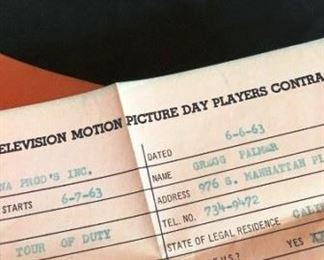 ELEVISION MOTION PICTURE DAY PLAYERS CONTRA
DATED 6-6-63
NA PROD'S INC.
NAME GREGG PALMER
STARTS 6-7-63
ADDRESS 976 S. MANHATTAN PL
TEL. NO. 734-9472
TOUR OF DUTY
STATE OF LEGAL RESIDENCE CALI
YES